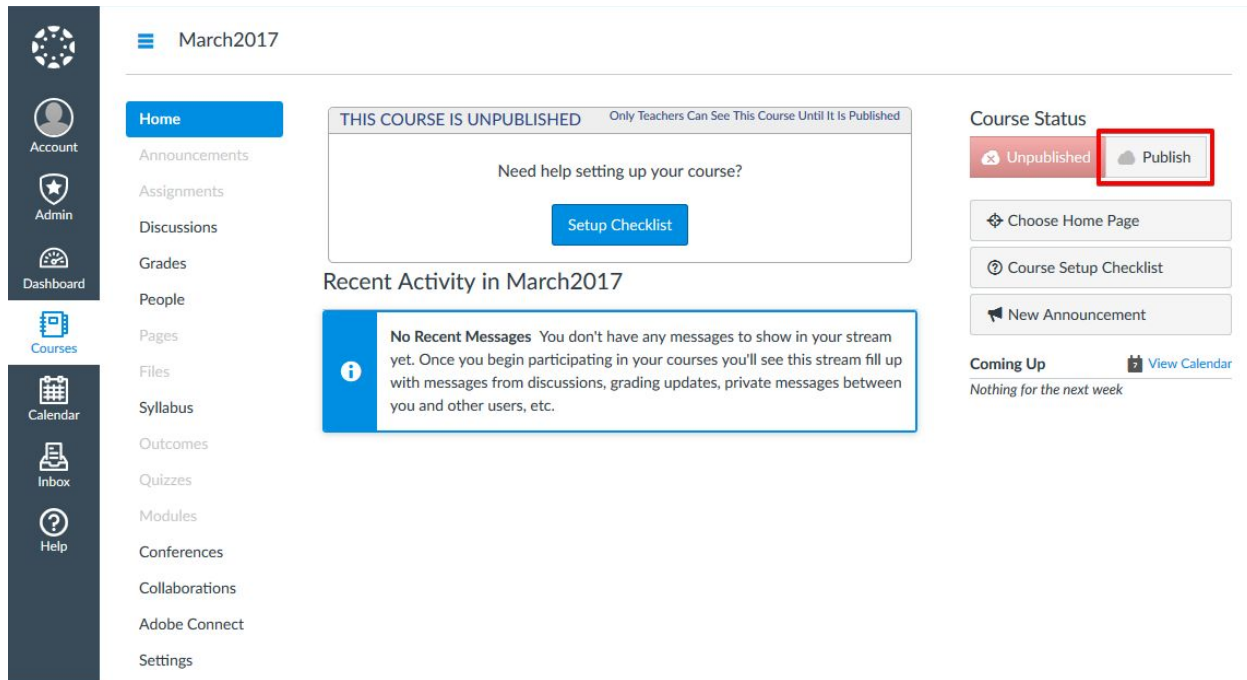 March2017
Account
Admin
Dashboard
Courses
Calendar
Inbox
Help
Home
Announcements
Assignments
Discussions
Grades
People
Pages
Files
Syllabus
Outcomes
Quizzes
Modules
Conferences
Collaborations
Adobe Connect
Settings
THIS COURSE IS UNPUBLISHED Only Teachers Can See This Course Until It Is Published
Need help setting up your course?
Setup Checklist
Recent Activity in March2017
No Recent Messages You don't have any messages to show in your stream
yet. Once you begin participating in your courses you'll see this stream fill up
with messages from discussions, grading updates, private messages between
you and other users, etc.
Course Status
Unpublished Publish
Choose Home Page
Course Setup Checklist
New Announcement
Coming Up 7 View Calendar
Nothing for the next week